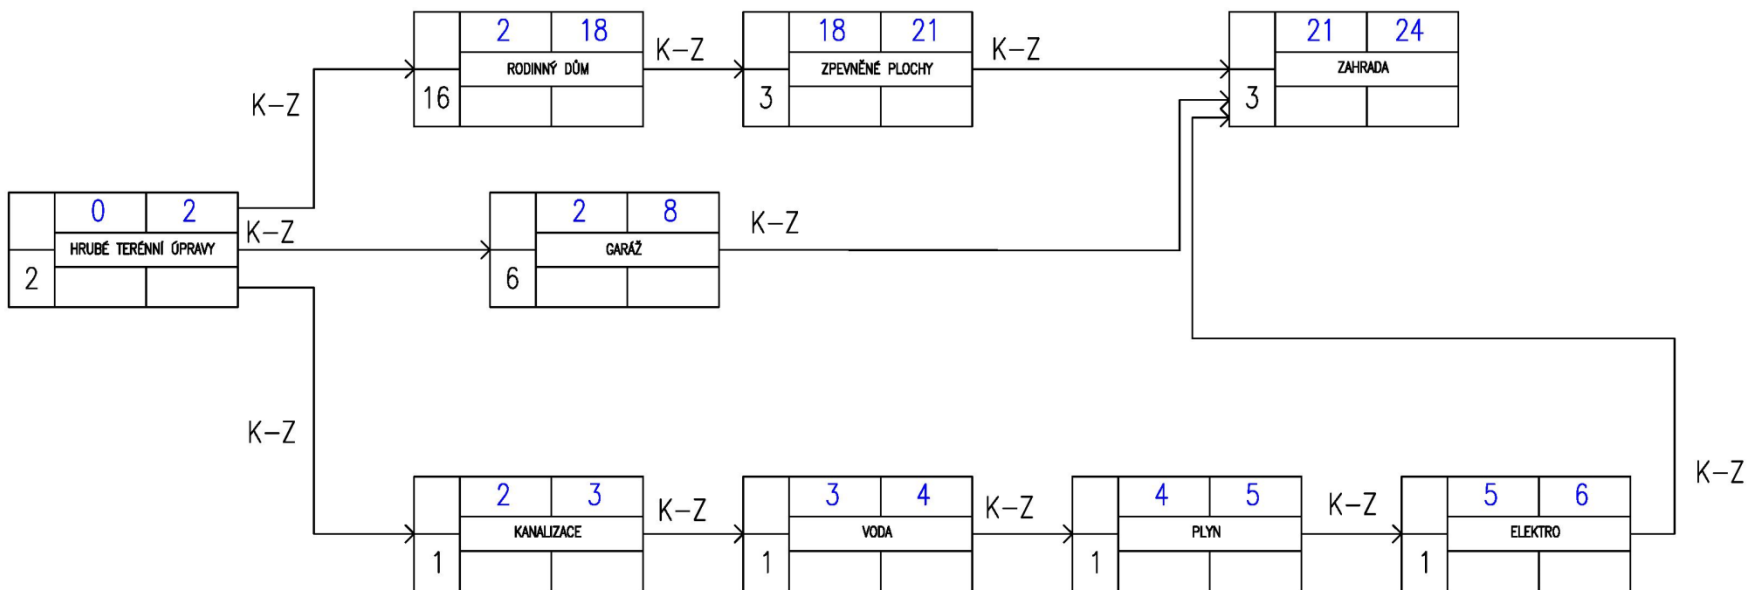 2 18
RODINNÝ DŮM
16
K-Z
18 21
ZPEVNĚNÉ PLOCHY
3
K-Z
21 24
ZAHRADA
3
K-Z
0 2
HRUBÉ TERÉNNÍ ÚPRAVY
2
K-Z
2 8
GARÁŽ
6
K-Z
K-Z
2 3
KANALIZACE
1
K-Z
3 4
VODA
1
K-Z
4 5
PLYN
1
K-Z
5 6
ELEKTRO
1
K-Z